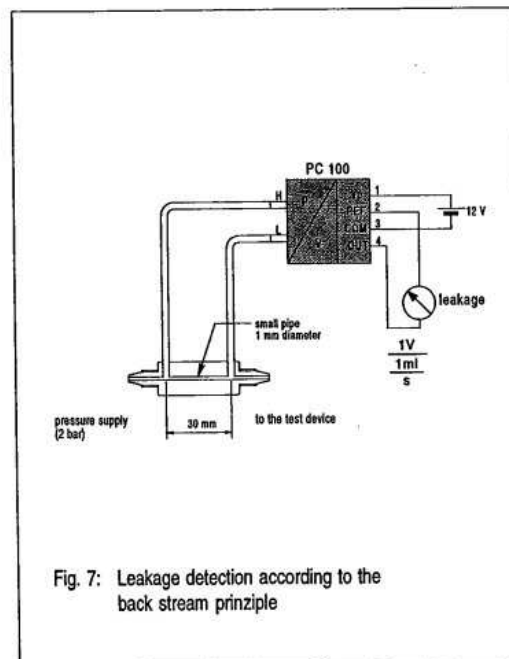 PC 100
H
L
P
1
2
3
4
REF
COM
OUT
12 V
leakage
small pipe
1 mm diameter
1V
1ml
s
pressure supply
(2 bar)
30 mm
to the test device
Fig. 7: Leakage detection according to the
back stream prinziple